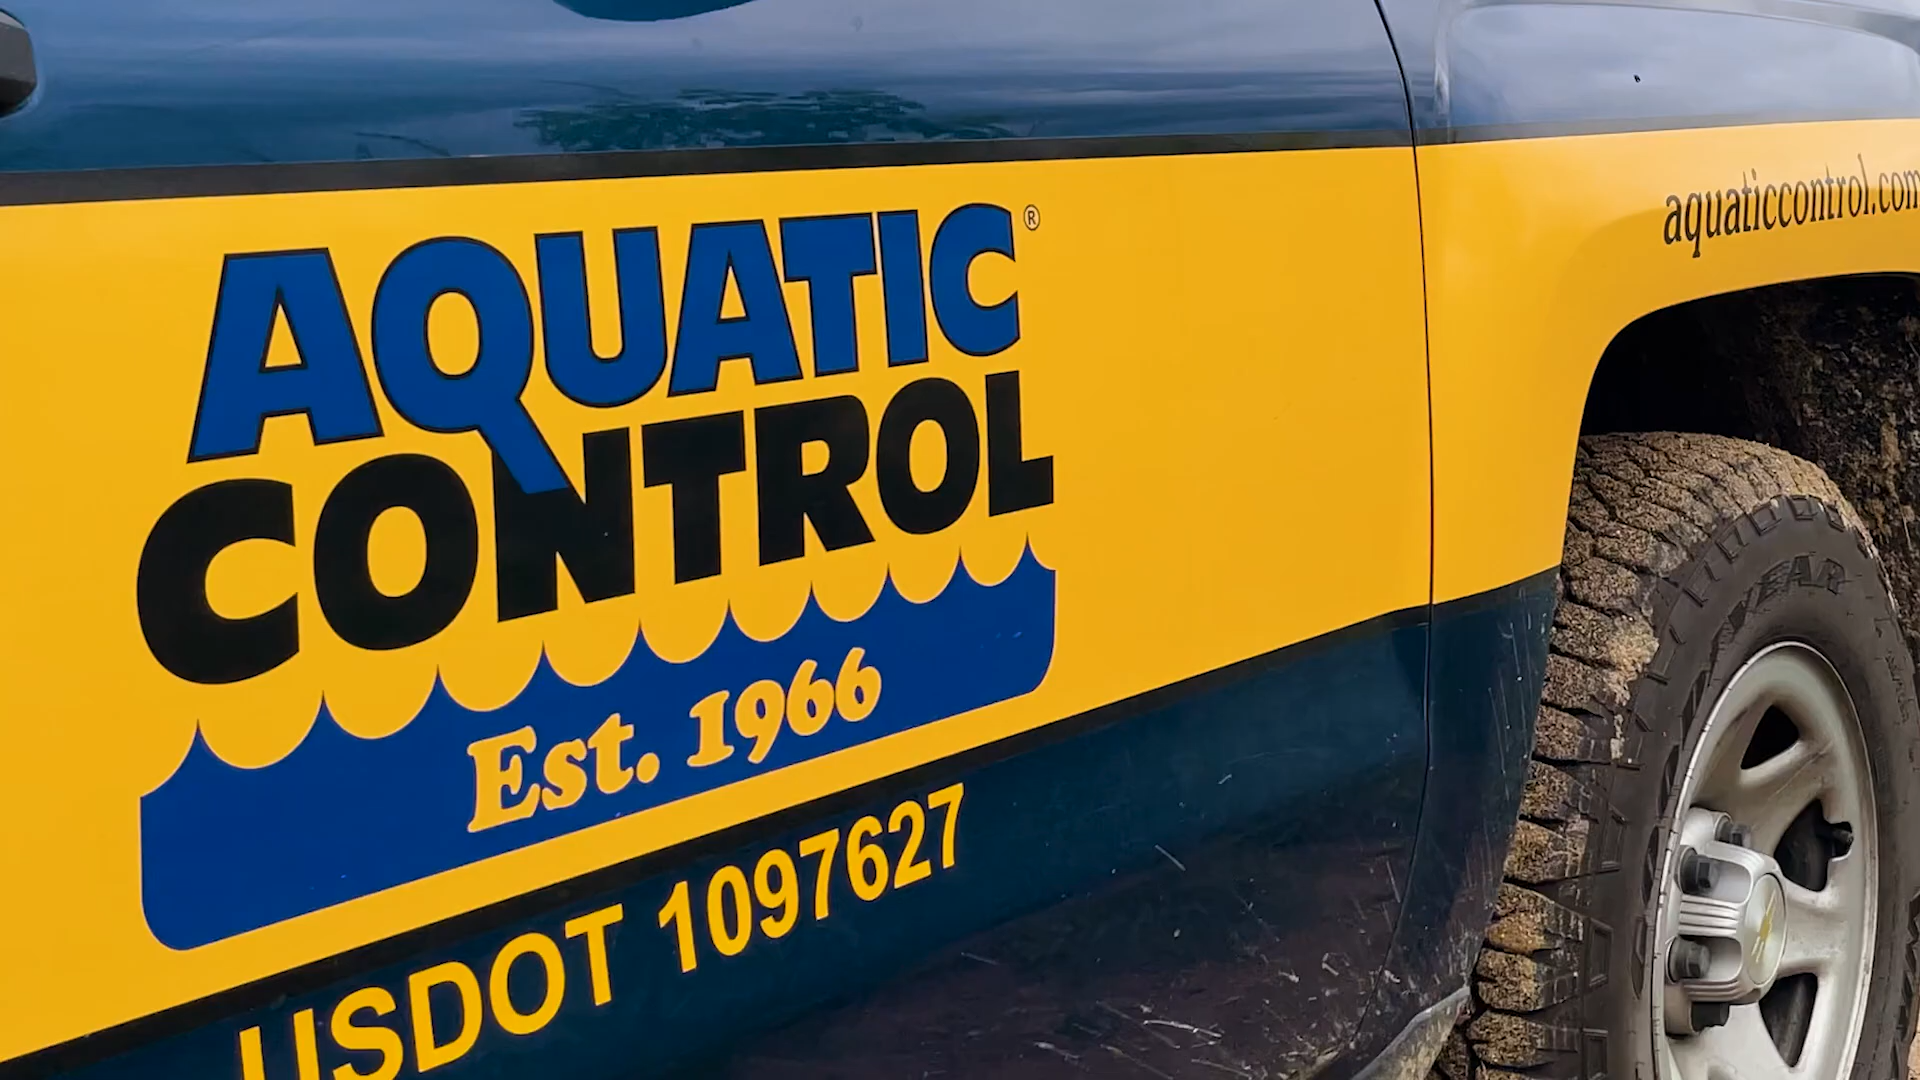 AQUATIC®
CONTROL
Est. 1966
USDOT 1097627
aquaticcontrol.com